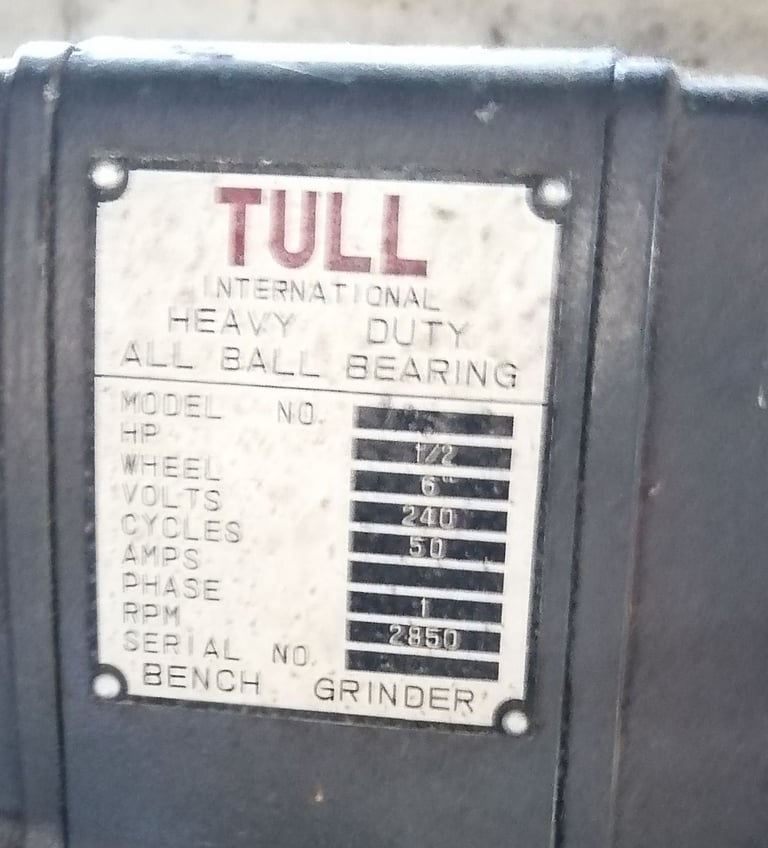 TULL
INTERNATIONAL
HEAVY DUTY
ALL BALL BEARING
MODEL NO.
HP 1/2
WHEEL 6"
VOLTS 240
CYCLES 50
AMPS
PHASE 1
RPM 2850
SERIAL NO.
BENCH GRINDER